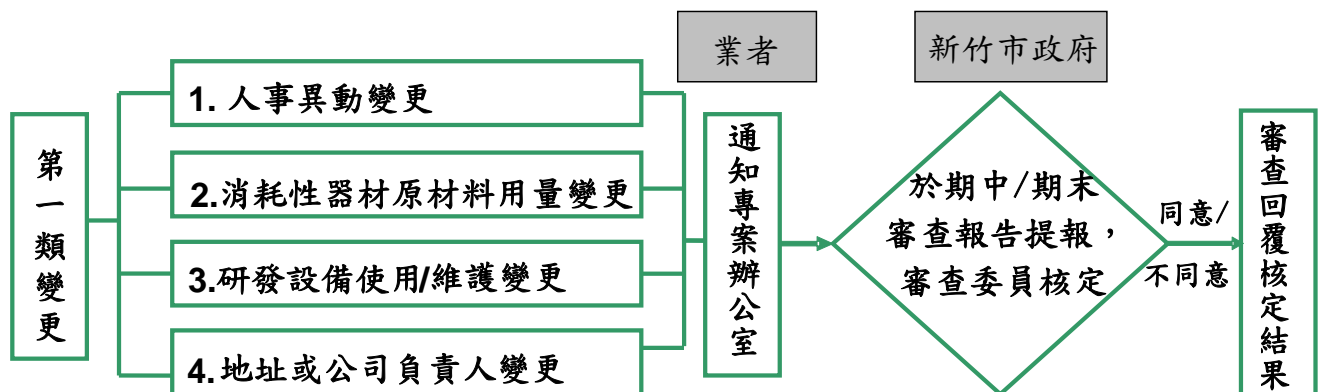 業者
新竹市政府
第一類變更
1. 人事異動變更
2.消耗性器材原材料用量變更
3.研發設備使用/維護變更
4.地址或公司負責人變更
通知專案辦公室
於期中/期末
審查報告提報，
審查委員核定
同意/
不同意
審查回覆核定結果